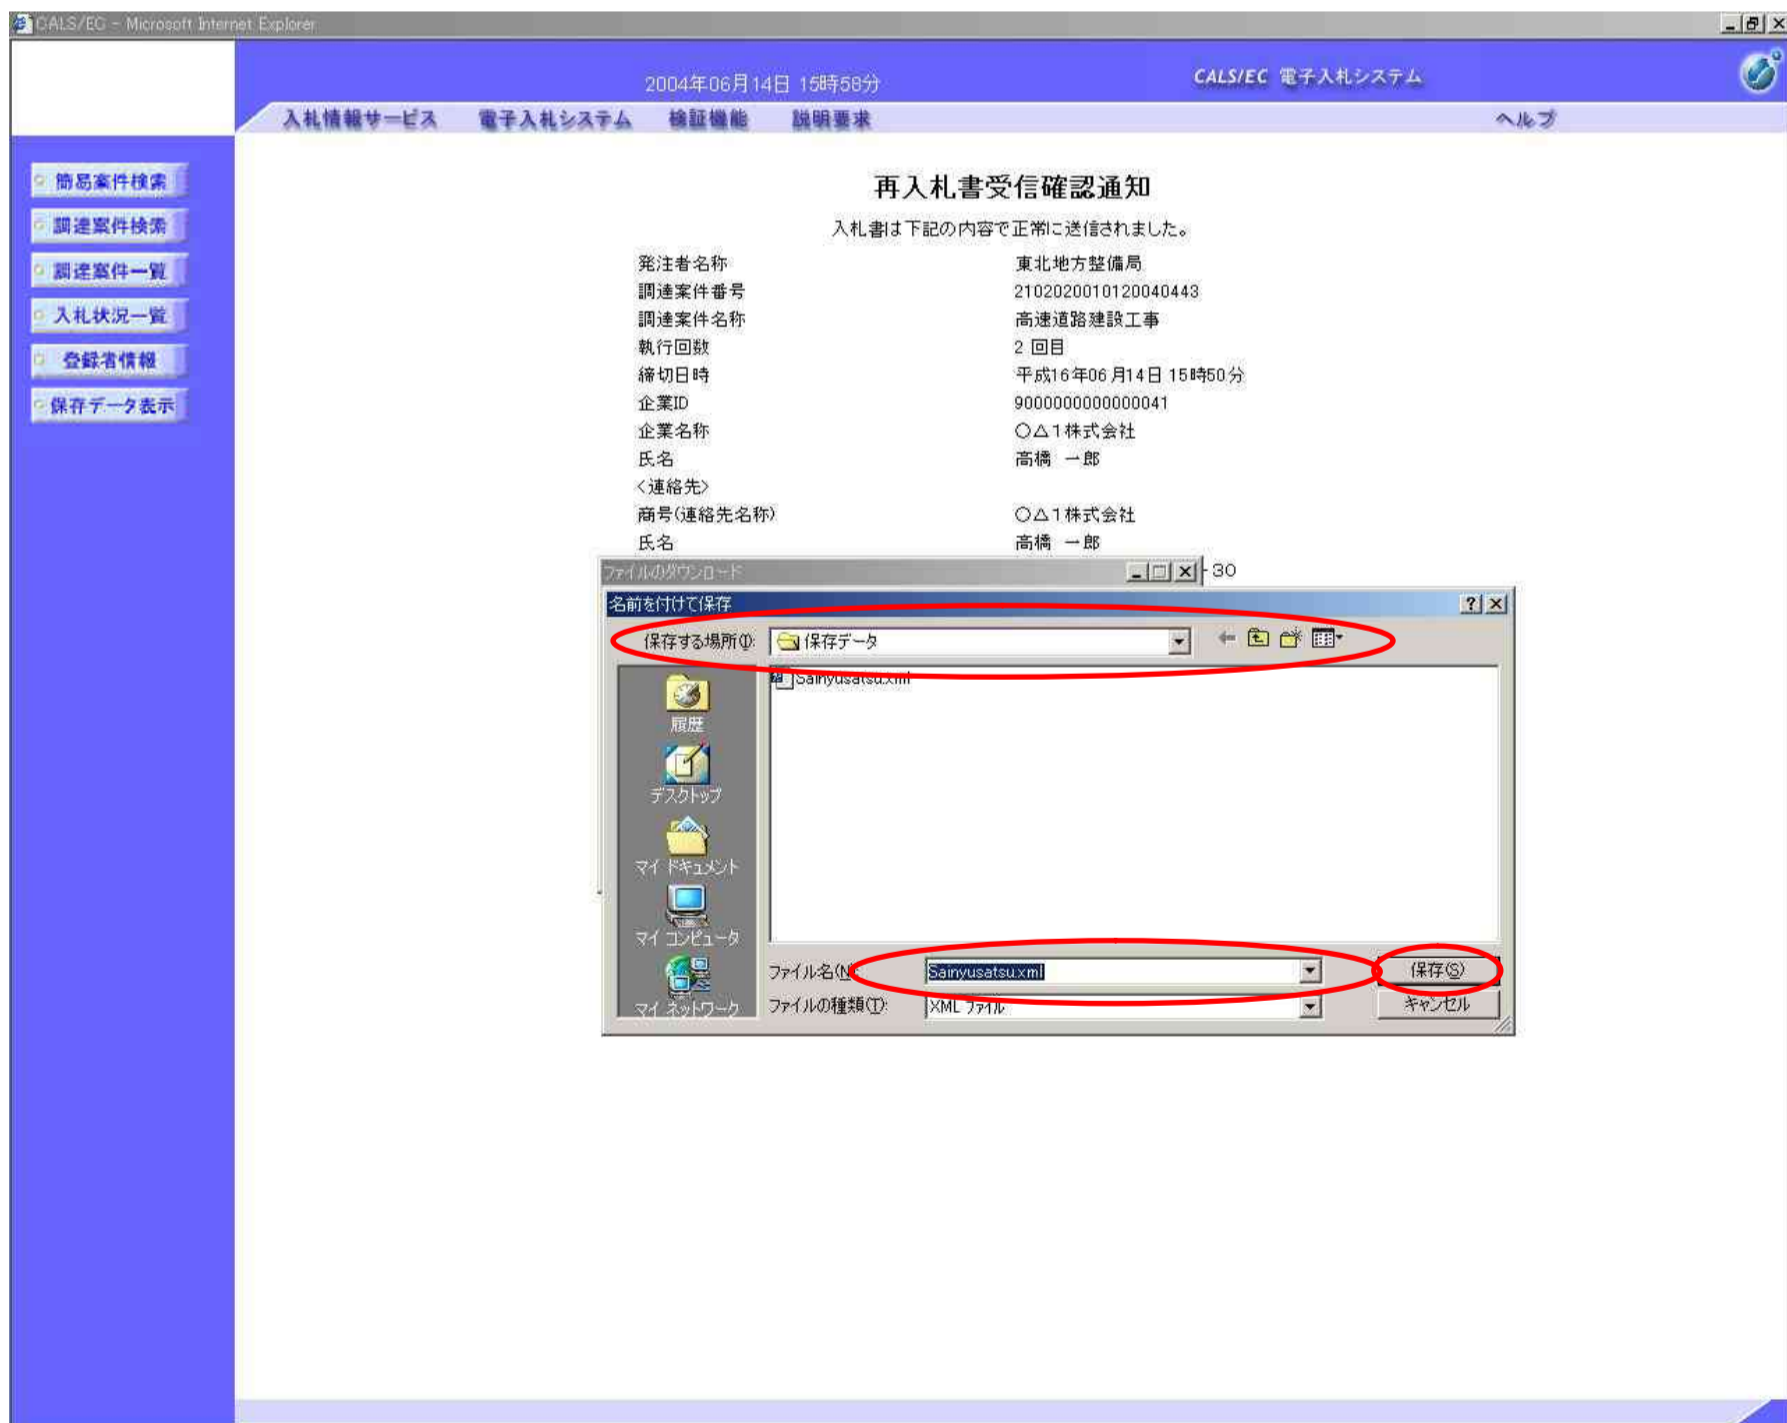 CALS/EC - Microsoft Internet Explorer
2004年06月14日 15時58分
CALS/EC 電子入札システム
入札情報サービス 電子入札システム 検証機能 説明要求 ヘルプ
簡易案件検索
調達案件検索
調達案件一覧
入札状況一覧
登録者情報
保存データ表示
再入札書受信確認通知
入札書は下記の内容で正常に送信されました。
発注者名称 東北地方整備局
調達案件番号 2102020010120040443
調達案件名称 高速道路建設工事
執行回数 2 回目
締切日時 平成16年06月14日 15時50分
企業ID 9000000000000041
企業名称 ○△1株式会社
氏名 高橋 一郎
<連絡先>
商号(連絡先名称) ○△1株式会社
氏名 高橋 一郎
30
ファイルのダウンロード
名前を付けて保存
保存する場所(I): 保存データ
Sainyusatsu.xml
履歴
デスクトップ
マイ ドキュメント
マイ コンピュータ
マイ ネットワーク
ファイル名(N): Sainyusatsu.xml 保存(S)
ファイルの種類(T): XML ファイル キャンセル